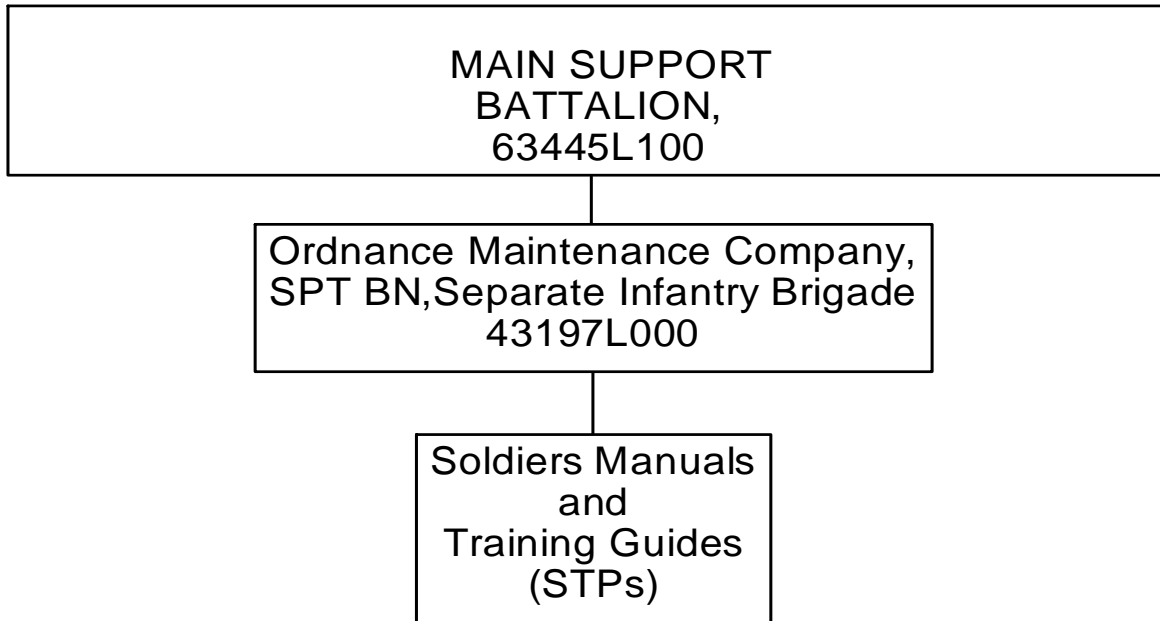 MAIN SUPPORT
BATTALION,
63445L100
Ordnance Maintenance Company,
SPT BN,Separate Infantry Brigade
43197L000
Soldiers Manuals
and
Training Guides
(STPs)